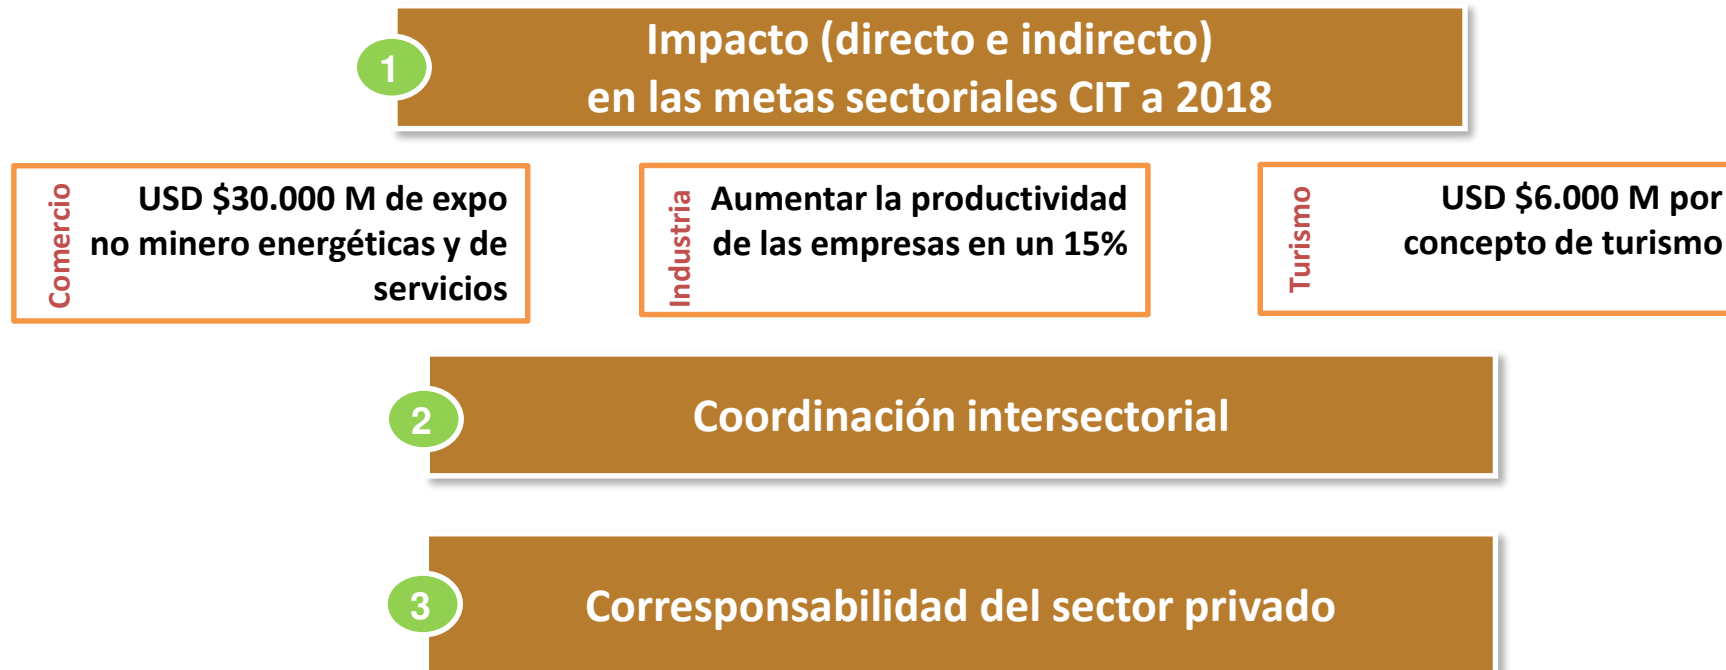 1
Impacto (directo e indirecto)
en las metas sectoriales CIT a 2018
Comercio
USD $30.000 M de expo
no minero energéticas y de
servicios
Industria
Aumentar la productividad
de las empresas en un 15%
Turismo
USD $6.000 M por
concepto de turismo
2
Coordinación intersectorial
3
Corresponsabilidad del sector privado